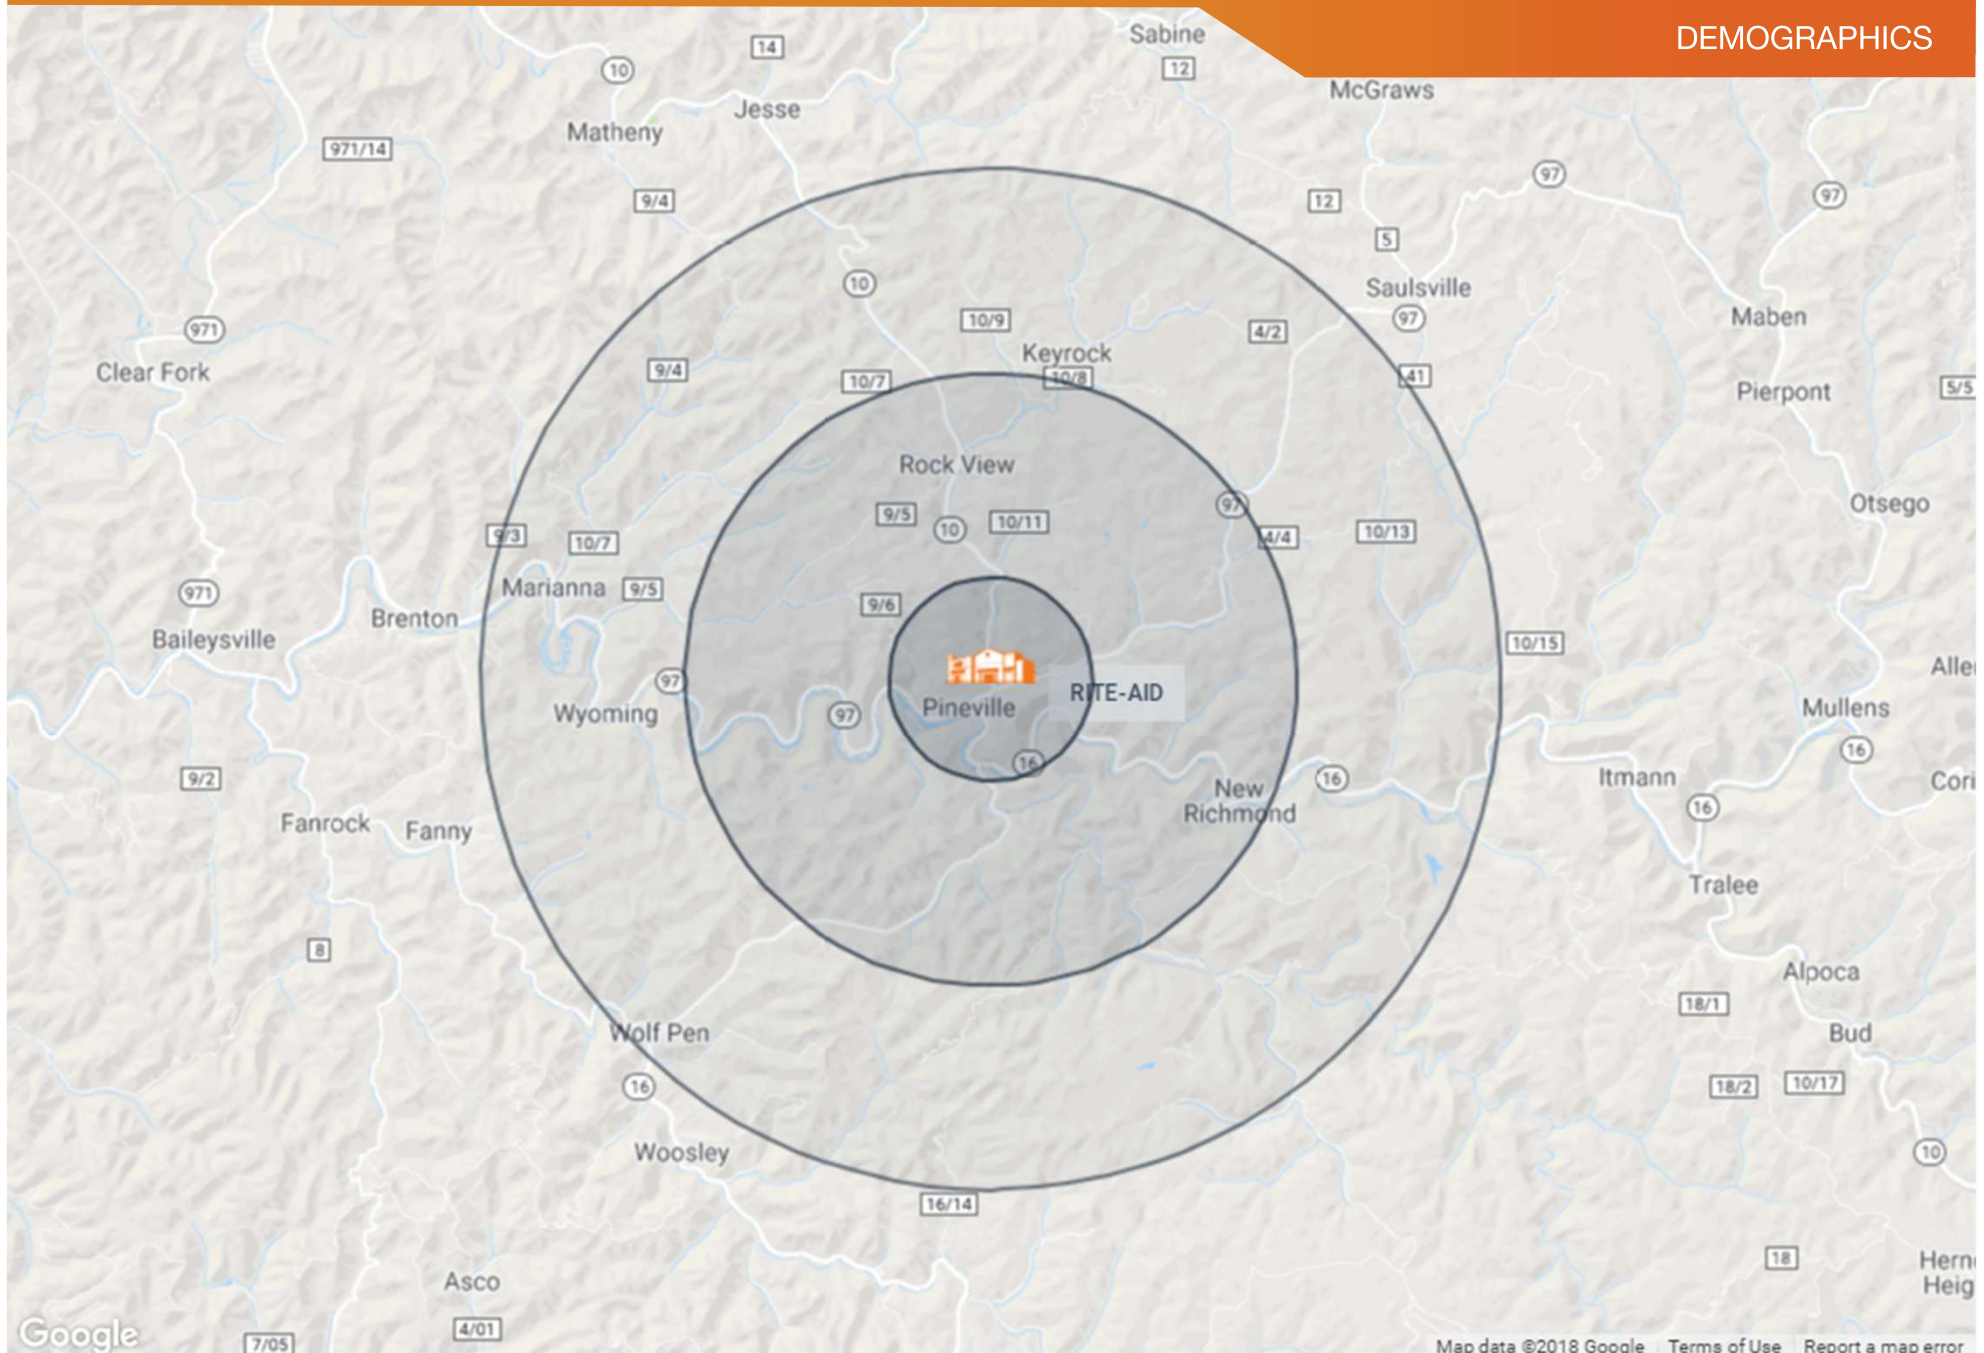 DEMOGRAPHICS
Sabine
12
14
10
McGraws
Jesse
Matheny
971/14
97
97
9/4
12
5
10
Saulsville
97
Maben
10/9
971
4/2
Keyrock
Clear Fork
9/4
10/7
10/8
41
Pierpont
5/5
Rock View
97
Otsego
9/5
10
10/11
9/3
10/7
4/4
10/13
Marianna
9/5
971
9/6
Brenton
Baileysville
10/15
Alle
97
RITE-AID
Pineville
Wyoming
97
Mullens
16
16
9/2
New
Richmond
16
Itmann
Cori
16
Fanrock
Fanny
Tralee
8
Alpoca
18/1
Wolf Pen
Bud
16
18/2
10/17
Woosley
10
16/14
18
Hern
Heig
Asco
4/01
7/05
Google
Map data ©2018 Google
Terms of Use
Report a map error